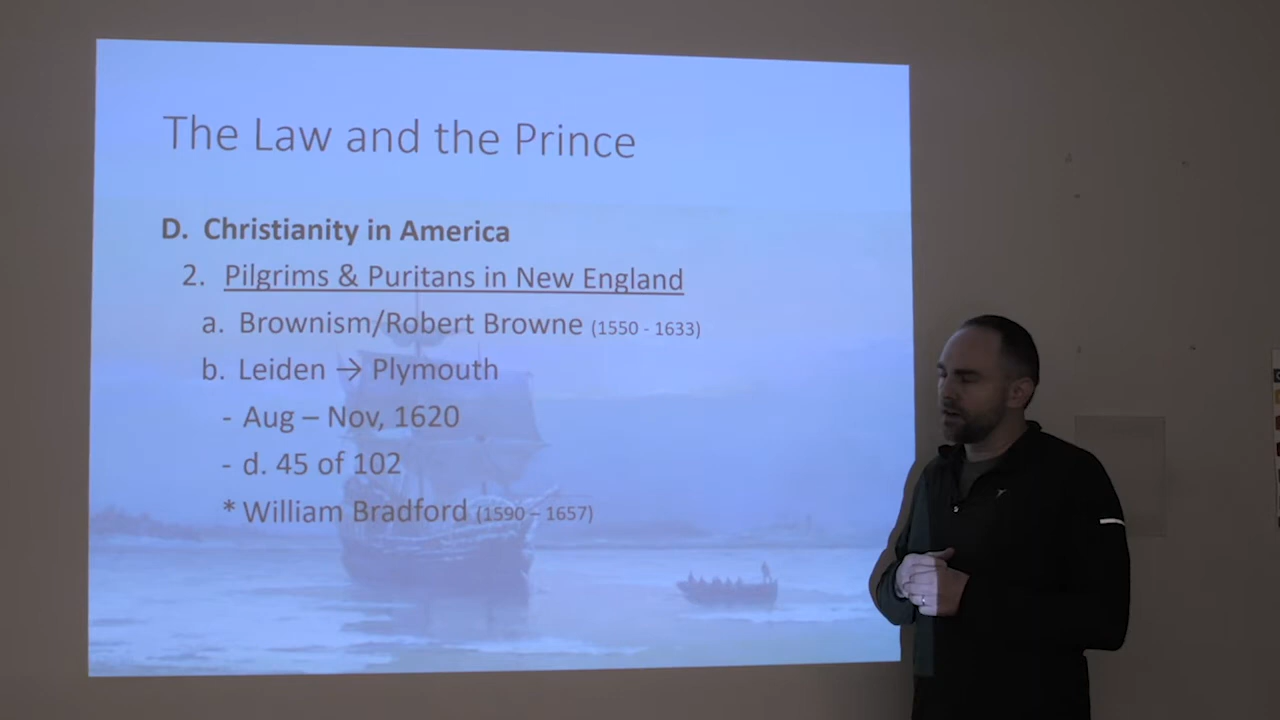 The Law and the Prince
D. Christianity in America
2. Pilgrims & Puritans in New England
a. Brownism/Robert Browne (1550 - 1633)
b. Leiden → Plymouth
- Aug – Nov, 1620
- d. 45 of 102
* William Bradford (1590 – 1657)